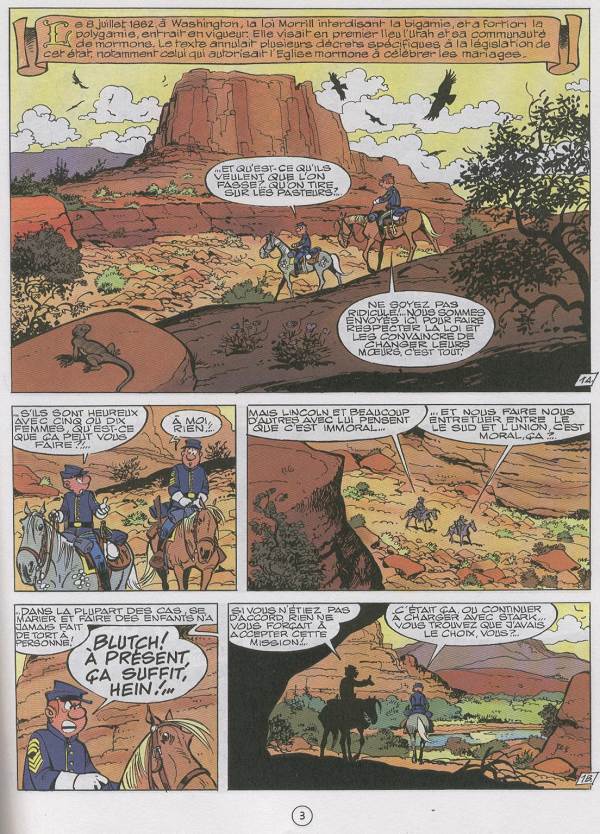 Le 8 juillet 1862, à Washington, la loi Morrill interdisant la bigamie, et a fortiori la
polygamie, entrait en vigueur. Elle visait en premier lieu l'Utah et sa communauté
de mormons. Le texte annulait plusieurs décrets spécifiques à la législation de
cet état, notamment celui qui autorisait l'Eglise mormone à célébrer les mariages...
...ET QU'EST-CE QU'ILS
VEULENT QUE L'ON
FASSE?.. QU'ON TIRE
SUR LES PASTEURS?..
NE SOYEZ PAS
RIDICULE!...NOUS SOMMES
ENVOYÉS ICI POUR FAIRE
RESPECTER LA LOI ET
LES CONVAINCRE DE
CHANGER LEURS
MŒURS, C'EST TOUT!
1A
...S'ILS SONT HEUREUX
AVEC CINQ OU DIX
FEMMES, QU'EST-CE
QUE ÇA PEUT VOUS
FAIRE??...
À MOI,
RIEN...
MAIS LINCOLN ET BEAUCOUP
D'AUTRES AVEC LUI PENSENT
QUE C'EST IMMORAL...
...ET NOUS FAIRE NOUS
ENTRETUER ENTRE LE
SUD ET L'UNION, C'EST
MORAL, ÇA?..
...DANS LA PLUPART DES CAS, SE
MARIER ET FAIRE DES ENFANTS N'A
JAMAIS FAIT
DE TORT À
PERSONNE!
BLUTCH!
À PRÉSENT,
ÇA SUFFIT,
HEIN!...
SI VOUS N'ÉTIEZ PAS
D'ACCORD, RIEN NE
VOUS FORÇAIT À
ACCEPTER CETTE
MISSION!...
C'ÉTAIT ÇA, OU CONTINUER
À CHARGER AVEC STARK...
VOUS TROUVEZ QUE J'AVAIS
LE CHOIX, VOUS?..
1B
3